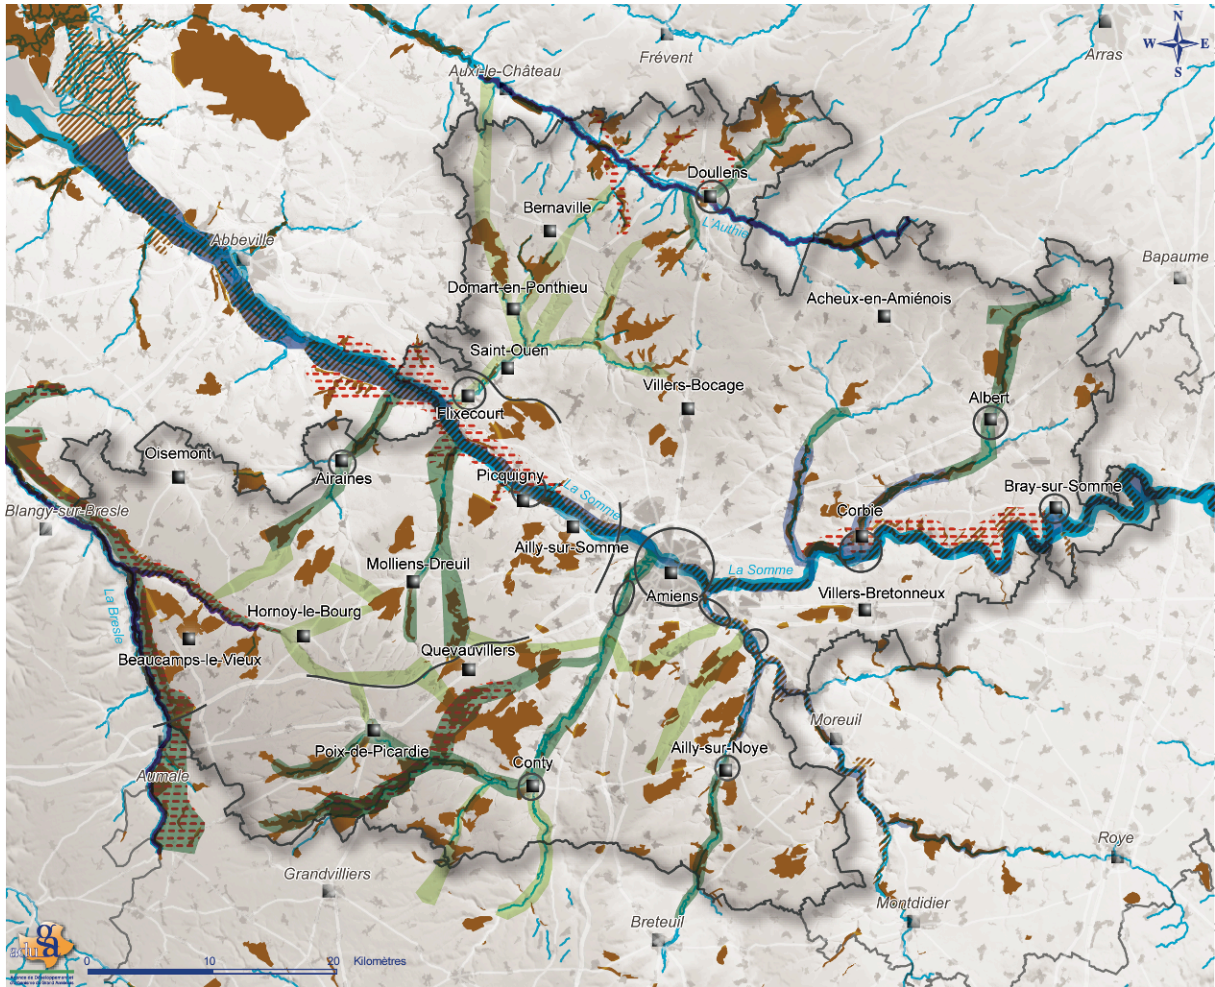 Frévent
Arras
N
W E
S
Auxi-le-Château
Doullens
Bernaville
L'Authie
Abbeville
Bapaume
Domart-en-Ponthieu
Acheux-en-Amiénois
Saint-Ouen
Villers-Bocage
Albert
Flixecourt
Oisemont
Airaines
Picquigny
La Somme
Bray-sur-Somme
Corbie
Blangy-sur-Bresle
Ailly-sur-Somme
Molliens-Dreuil
La Somme
Amiens
Villers-Bretonneux
La Bresle
Hornoy-le-Bourg
Beaucamps-le-Vieux
Quevauvillers
Moreuil
Poix-de-Picardie
Conty
Ailly-sur-Noye
Aumale
Roye
Grandvilliers
Montdidier
Breteuil
ga
adu
0 10 20 Kilomètres